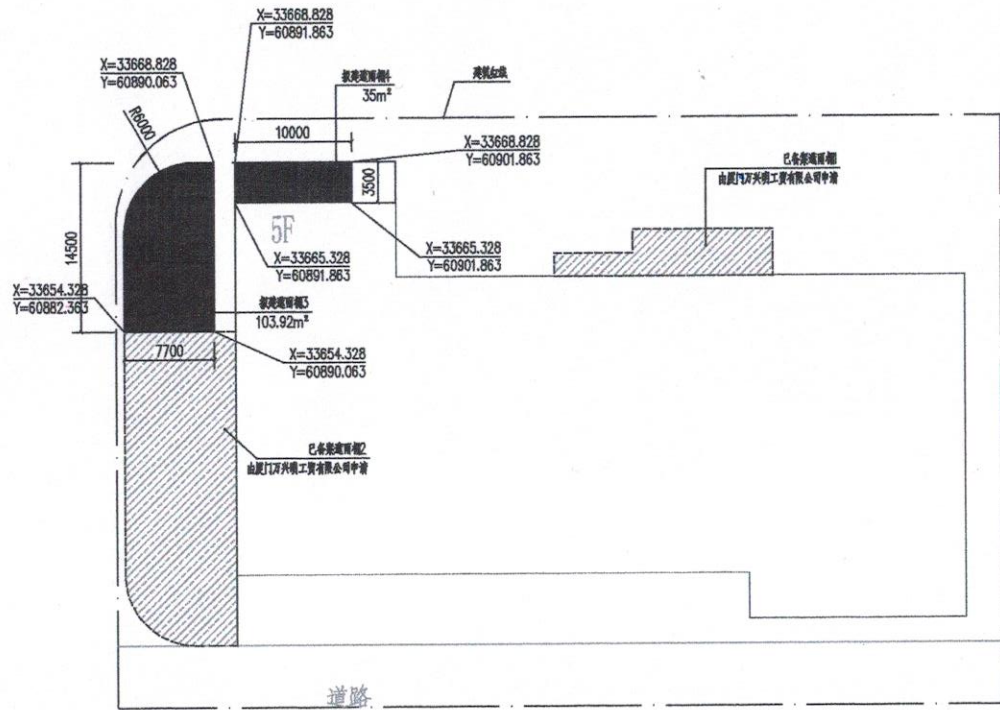 X=33668.828
Y=60891.863
X=33668.828
Y=60890.063
拟建遮雨棚4
35m²
建筑红线
R6000
10000
X=33668.828
Y=60901.863
已备案遮雨棚1
由厦门万兴明工贸有限公司申请
3500
14500
5F
X=33665.328
Y=60891.863
X=33665.328
Y=60901.863
X=33654.328
Y=60882.363
拟建遮雨棚3
103.92m²
7700
X=33654.328
Y=60890.063
已备案遮雨棚2
由厦门万兴明工贸有限公司申请
道路